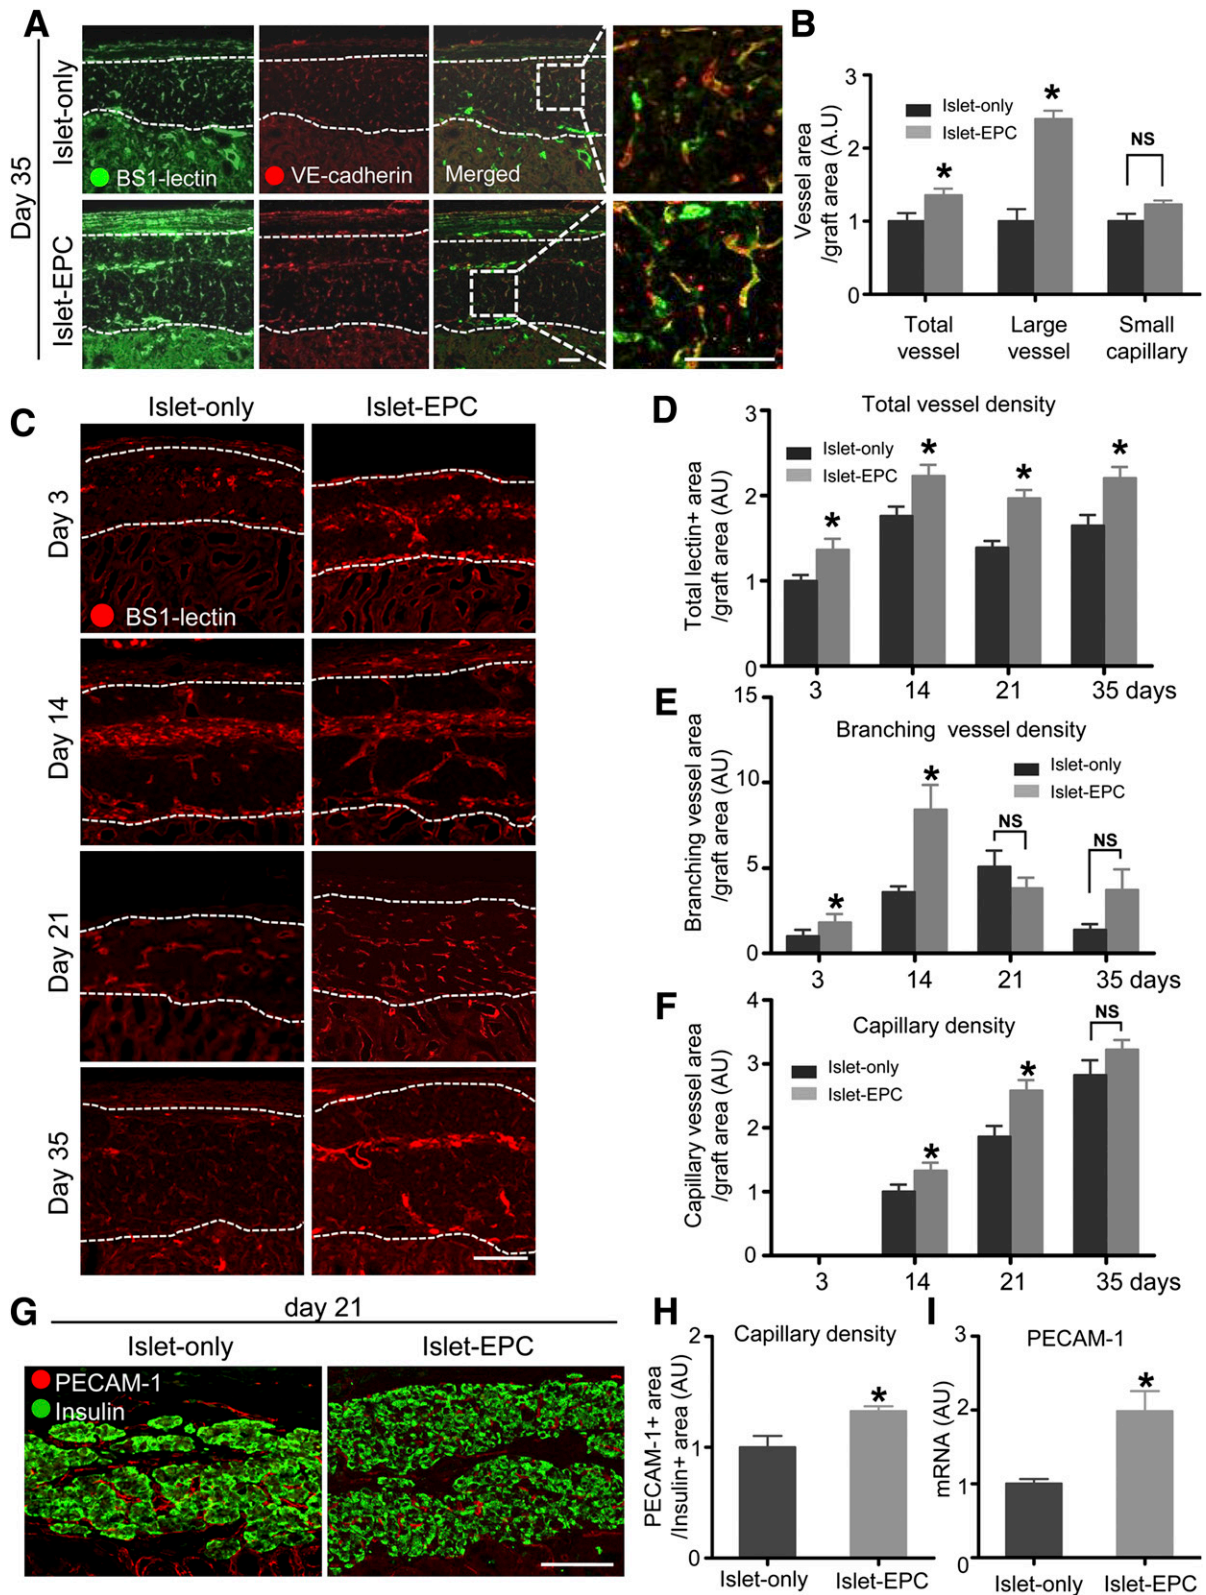 A
Day 35
Islet-only
Islet-EPC
BS1-lectin
VE-cadherin
Merged
B
Vessel area
/graft area (A.U)
3
2
1
0
Islet-only
Islet-EPC
*
*
NS
Total
vessel
Large
vessel
Small
capillary
C
Islet-only
Islet-EPC
Day 3
BS1-lectin
Day 14
Day 21
Day 35
D
Total vessel density
Total lectin+ area
/graft area (AU)
3
2
1
0
Islet-only
Islet-EPC
*
*
*
*
3
14
21
35 days
E
Branching vessel density
Branching vessel area
/graft area (AU)
15
10
5
0
Islet-only
Islet-EPC
*
*
NS
NS
3
14
21
35 days
F
Capillary density
Capillary vessel area
/graft area (AU)
4
3
2
1
0
Islet-only
Islet-EPC
*
*
NS
3
14
21
35 days
G
day 21
Islet-only
Islet-EPC
PECAM-1
Insulin
H
Capillary density
PECAM-1+ area
/Insulin+ area (AU)
2
1
0
*
Islet-only
Islet-EPC
I
PECAM-1
mRNA (AU)
3
2
1
0
*
Islet-only
Islet-EPC